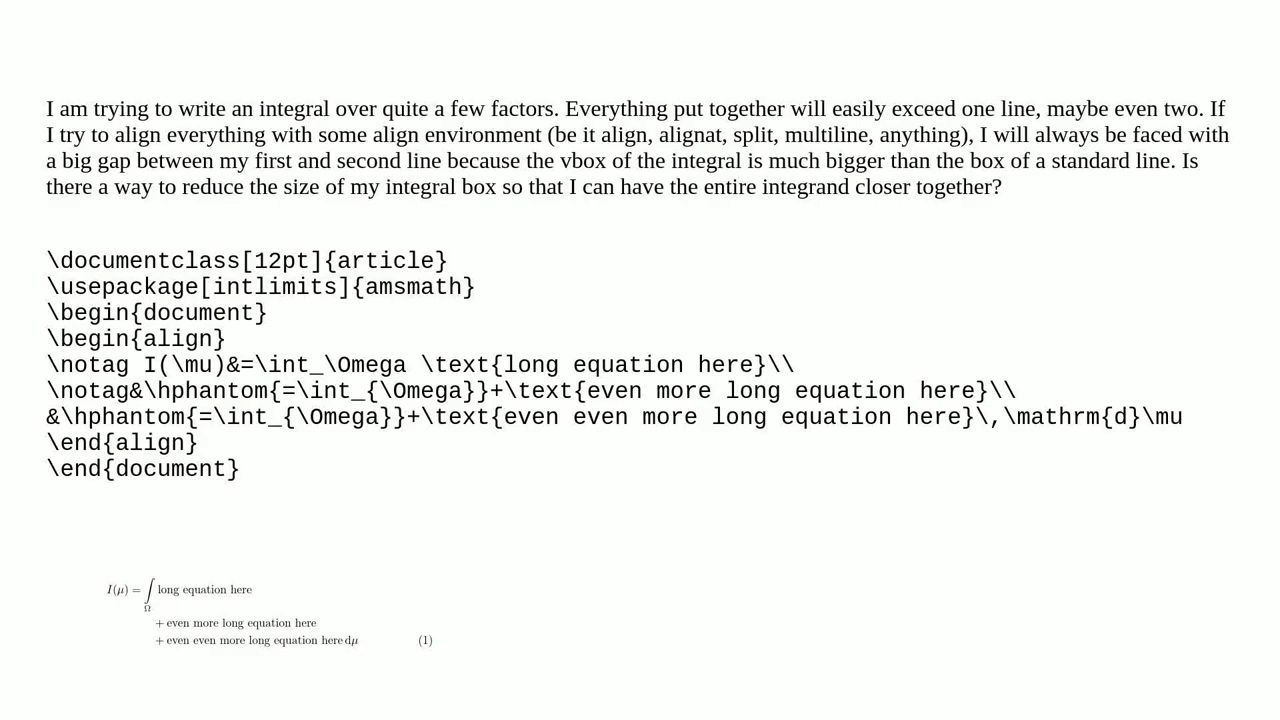 I am trying to write an integral over quite a few factors. Everything put together will easily exceed one line, maybe even two. If
I try to align everything with some align environment (be it align, alignat, split, multiline, anything), I will always be faced with
a big gap between my first and second line because the vbox of the integral is much bigger than the box of a standard line. Is
there a way to reduce the size of my integral box so that I can have the entire integrand closer together?
\documentclass[12pt]{article}
\usepackage[intlimits]{amsmath}
\begin{document}
\begin{align}
\notag I(\mu)&=\int_\Omega \text{long equation here}\\
\notag&\hphantom{=\int_{\Omega}}+\text{even more long equation here}\\
&\hphantom{=\int_{\Omega}}+\text{even even more long equation here}\,\mathrm{d}\mu
\end{align}
\end{document}
I(μ) = ∫ long equation here
Ω
+ even more long equation here
+ even even more long equation here dμ (1)